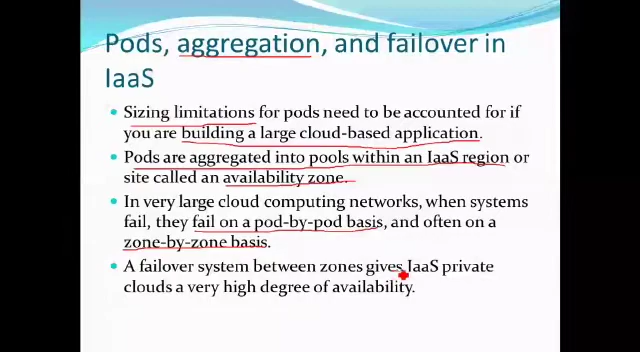 Pods, aggregation, and failover in
IaaS
Sizing limitations for pods need to be accounted for if
you are building a large cloud-based application.
Pods are aggregated into pools within an IaaS region or
site called an availability zone.
In very large cloud computing networks, when systems
fail, they fail on a pod-by-pod basis, and often on a
zone-by-zone basis.
A failover system between zones gives IaaS private
clouds a very high degree of availability.